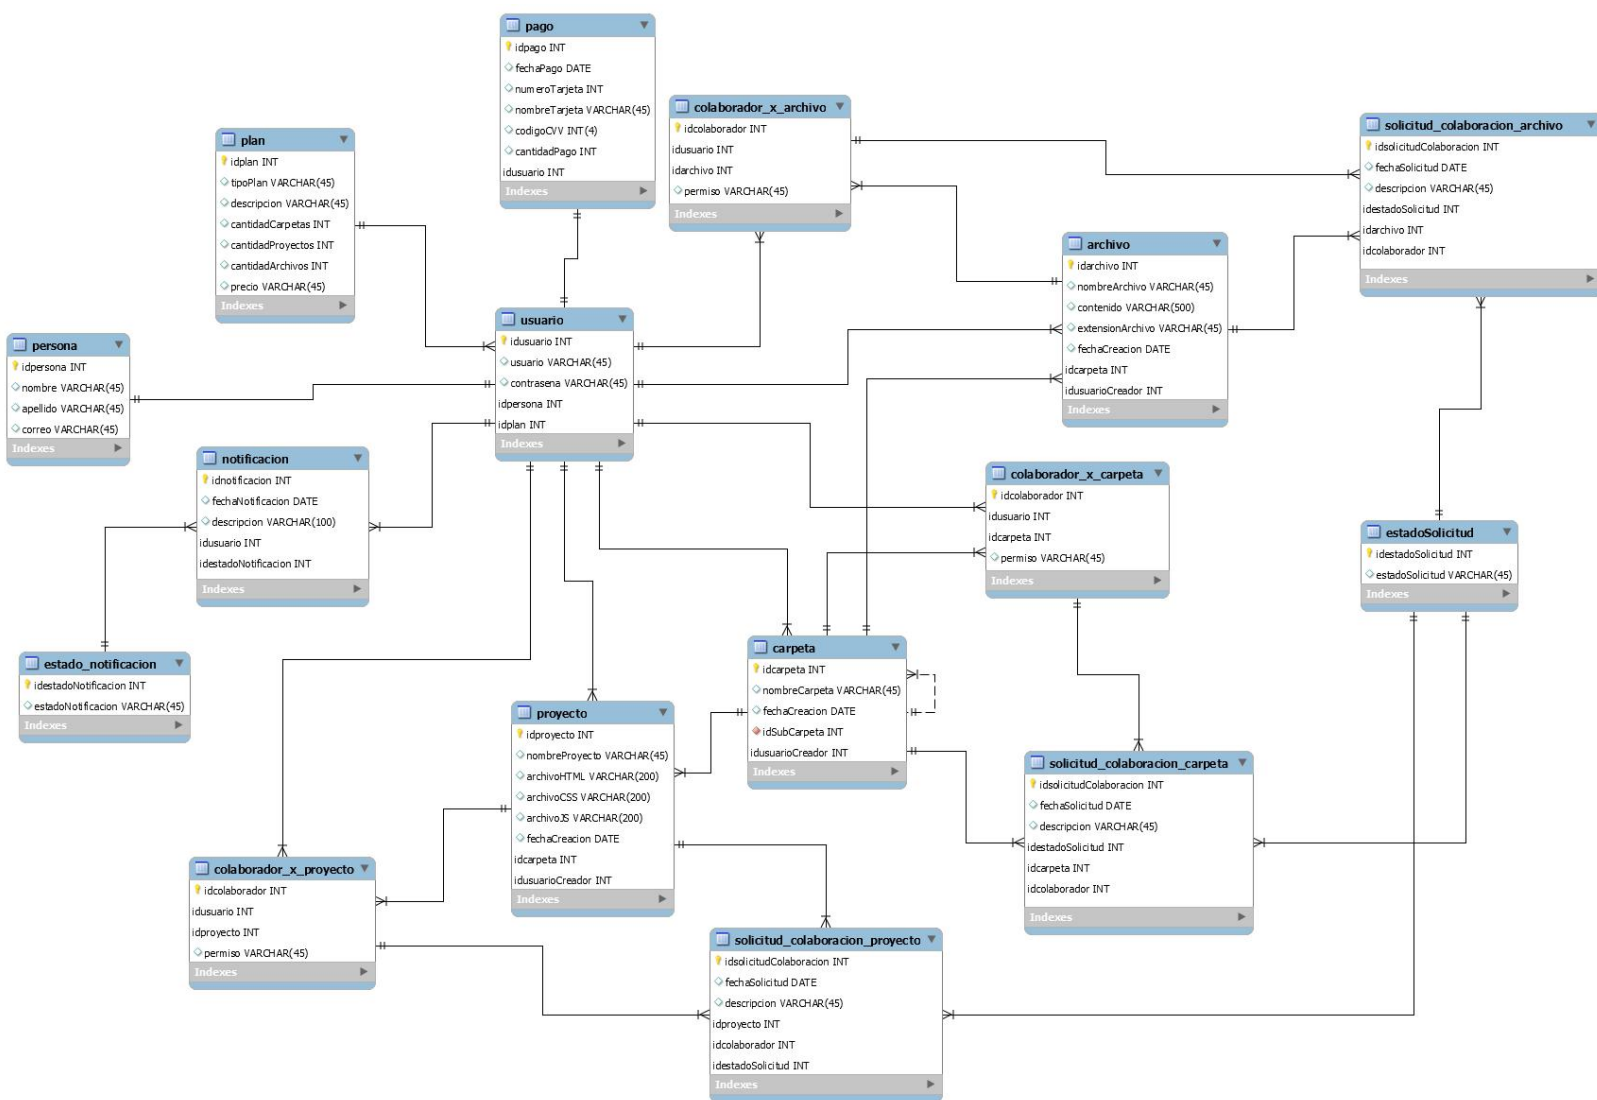 pago
idpago INT
fechaPago DATE
numeroTarjeta INT
nombreTarjeta VARCHAR(45)
codigoCVV INT(4)
cantidadPago INT
idusuario INT
Indexes
colaborador_x_archivo
idcolaborador INT
idusuario INT
idarchivo INT
permiso VARCHAR(45)
Indexes
solicitud_colaboracion_archivo
idsolicitudColaboracion INT
fechaSolicitud DATE
descripcion VARCHAR(45)
idestadoSolicitud INT
idarchivo INT
idcolaborador INT
Indexes
plan
idplan INT
tipoPlan VARCHAR(45)
descripcion VARCHAR(45)
cantidadCarpetas INT
cantidadProyectos INT
cantidadArchivos INT
precio VARCHAR(45)
Indexes
archivo
idarchivo INT
nombreArchivo VARCHAR(45)
contenido VARCHAR(500)
extensionArchivo VARCHAR(45)
fechaCreacion DATE
idcarpeta INT
idusuarioCreador INT
Indexes
usuario
idusuario INT
usuario VARCHAR(45)
contrasena VARCHAR(45)
idpersona INT
idplan INT
Indexes
persona
idpersona INT
nombre VARCHAR(45)
apellido VARCHAR(45)
correo VARCHAR(45)
Indexes
notificacion
idnotificacion INT
fechaNotificacion DATE
descripcion VARCHAR(100)
idusuario INT
idestadoNotificacion INT
Indexes
colaborador_x_carpeta
idcolaborador INT
idusuario INT
idcarpeta INT
permiso VARCHAR(45)
Indexes
estadoSolicitud
idestadoSolicitud INT
estadoSolicitud VARCHAR(45)
Indexes
estado_notificacion
idestadoNotificacion INT
estadoNotificacion VARCHAR(45)
Indexes
carpeta
idcarpeta INT
nombreCarpeta VARCHAR(45)
fechaCreacion DATE
idSubCarpeta INT
idusuarioCreador INT
Indexes
proyecto
idproyecto INT
nombreProyecto VARCHAR(45)
archivoHTML VARCHAR(200)
archivoCSS VARCHAR(200)
archivoJS VARCHAR(200)
fechaCreacion DATE
idcarpeta INT
idusuarioCreador INT
Indexes
solicitud_colaboracion_carpeta
idsolicitudColaboracion INT
fechaSolicitud DATE
descripcion VARCHAR(45)
idestadoSolicitud INT
idcarpeta INT
idcolaborador INT
Indexes
colaborador_x_proyecto
idcolaborador INT
idusuario INT
idproyecto INT
permiso VARCHAR(45)
Indexes
solicitud_colaboracion_proyecto
idsolicitudColaboracion INT
fechaSolicitud DATE
descripcion VARCHAR(45)
idproyecto INT
idcolaborador INT
idestadoSolicitud INT
Indexes